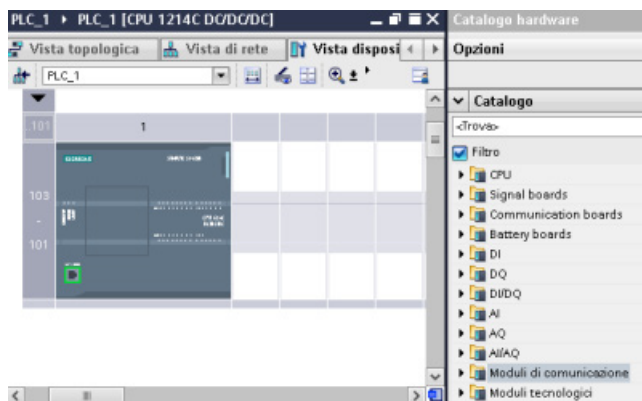 PLC_1 ▸ PLC_1 [CPU 1214C DC/DC/DC]
Catalogo hardware
Vista topologica
Vista di rete
Vista disposi
Opzioni
PLC_1
Catalogo
101
1
<Trova>
SIEMENS
Filtro
CPU
103
Signal boards
-
Communication boards
101
Battery boards
DI
DQ
DI/DQ
AI
AQ
AI/AQ
Moduli di comunicazione
Moduli tecnologici